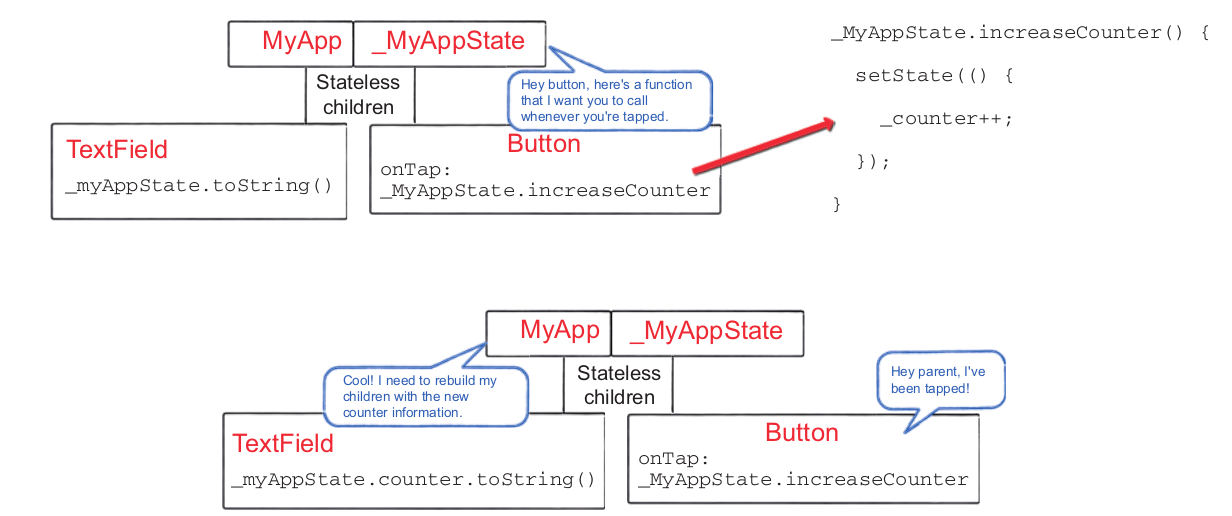 MyApp _MyAppState
Stateless
children
Hey button, here's a function
that I want you to call
whenever you're tapped.
TextField
_myAppState.toString()
Button
onTap:
_MyAppState.increaseCounter
_MyAppState.increaseCounter() {
setState(() {
_counter++;
});
}
MyApp _MyAppState
Stateless
children
Cool! I need to rebuild my
children with the new
counter information.
Hey parent, I've
been tapped!
TextField
_myAppState.counter.toString()
Button
onTap:
_MyAppState.increaseCounter